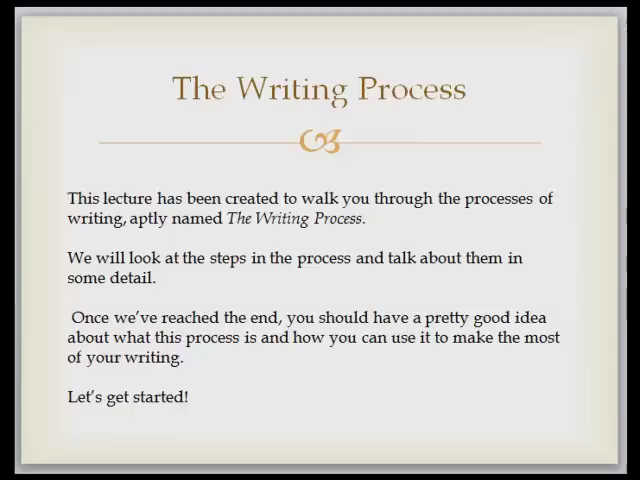 The Writing Process
This lecture has been created to walk you through the processes of
writing, aptly named The Writing Process.
We will look at the steps in the process and talk about them in
some detail.
Once we’ve reached the end, you should have a pretty good idea
about what this process is and how you can use it to make the most
of your writing.
Let’s get started!